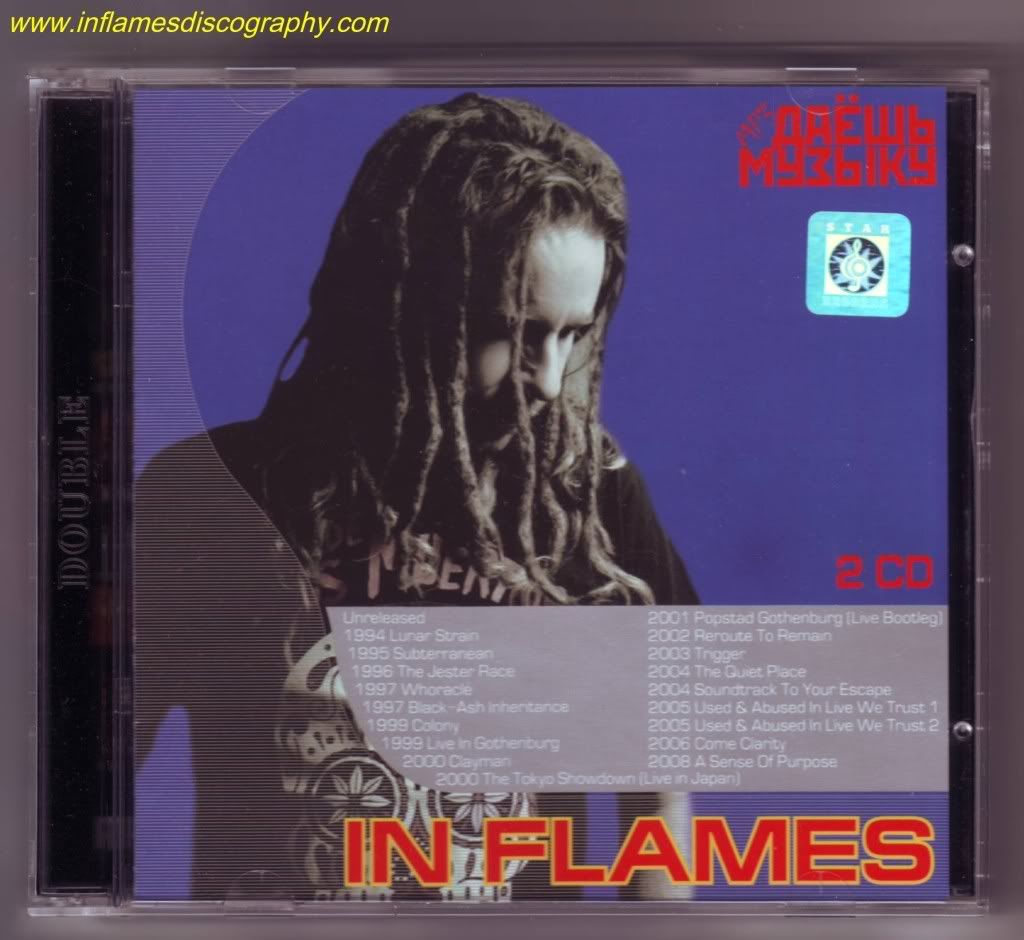 www.inflamesdiscography.com
MP3
ДАЁШЬ
МУЗЫКУ
STAR
RECORDS
DOUBLE
2 CD
Unreleased
1994 Lunar Strain
1995 Subterranean
1996 The Jester Race
1997 Whoracle
1997 Black-Ash Inheritance
1999 Colony
1999 Live In Gothenburg
2000 Clayman
2000 The Tokyo Showdown (Live in Japan)
2001 Popstad Gothenburg (Live Bootleg)
2002 Reroute To Remain
2003 Trigger
2004 The Quiet Place
2004 Soundtrack To Your Escape
2005 Used & Abused In Live We Trust 1
2005 Used & Abused In Live We Trust 2
2006 Come Clarity
2008 A Sense Of Purpose
IN FLAMES